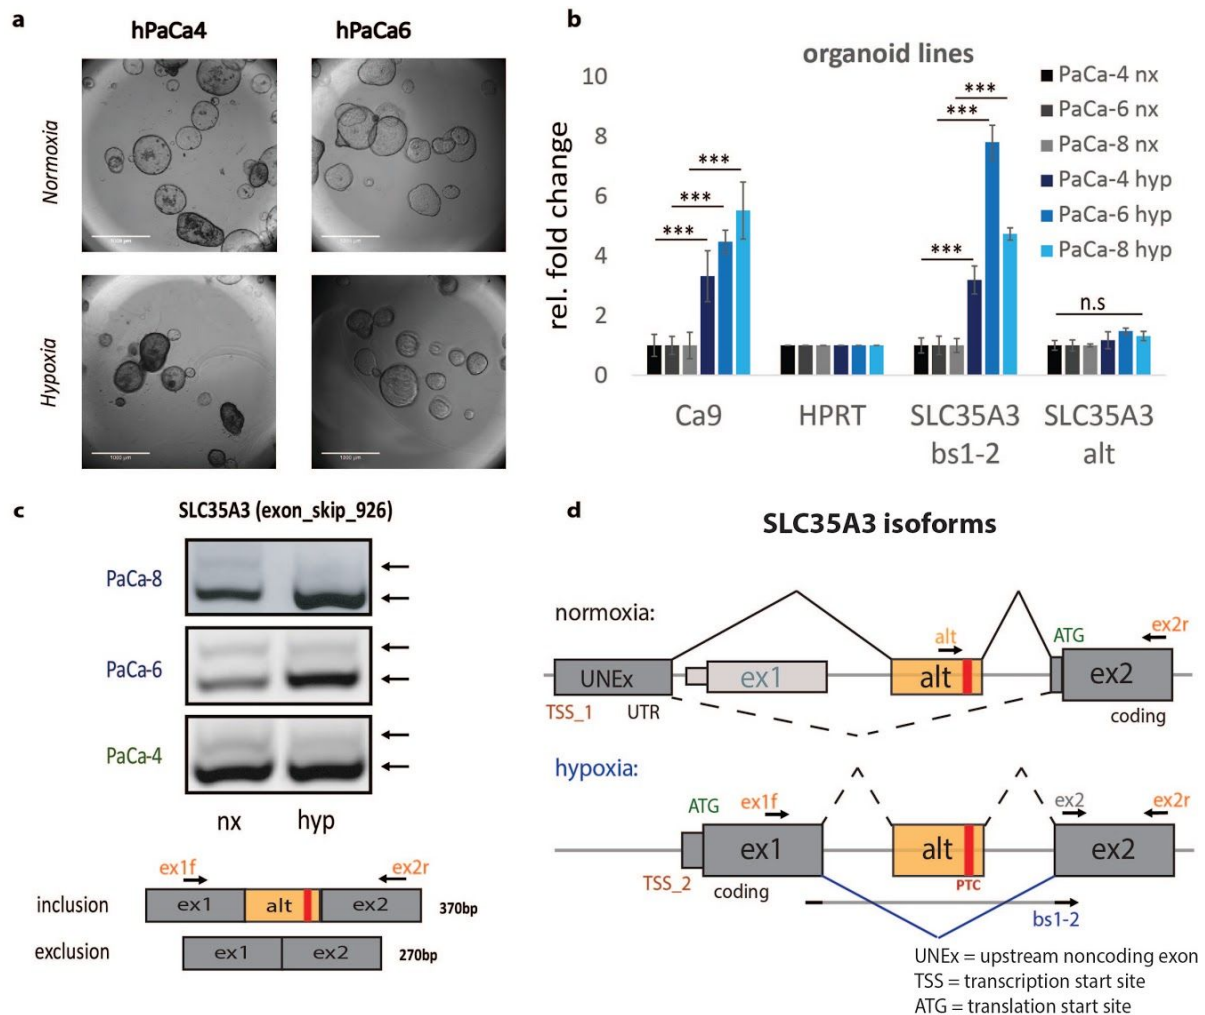 a
hPaCa4
hPaCa6
Normoxia
Hypoxia
1000 µm
b
organoid lines
rel. fold change
10
8
6
4
2
0
***
***
***
***
***
***
n.s
PaCa-4 nx
PaCa-6 nx
PaCa-8 nx
PaCa-4 hyp
PaCa-6 hyp
PaCa-8 hyp
Ca9
HPRT
SLC35A3
bs1-2
SLC35A3
alt
c
SLC35A3 (exon_skip_926)
PaCa-8
PaCa-6
PaCa-4
nx
hyp
ex1f
ex2r
inclusion
ex1
alt
ex2
370bp
exclusion
ex1
ex2
270bp
d
SLC35A3 isoforms
normoxia:
alt
ATG
ex2r
UNEx
ex1
alt
ex2
TSS_1
UTR
coding
hypoxia:
ATG
ex1f
ex2
ex2r
ex1
alt
ex2
TSS_2
coding
PTC
bs1-2
UNEx = upstream noncoding exon
TSS = transcription start site
ATG = translation start site